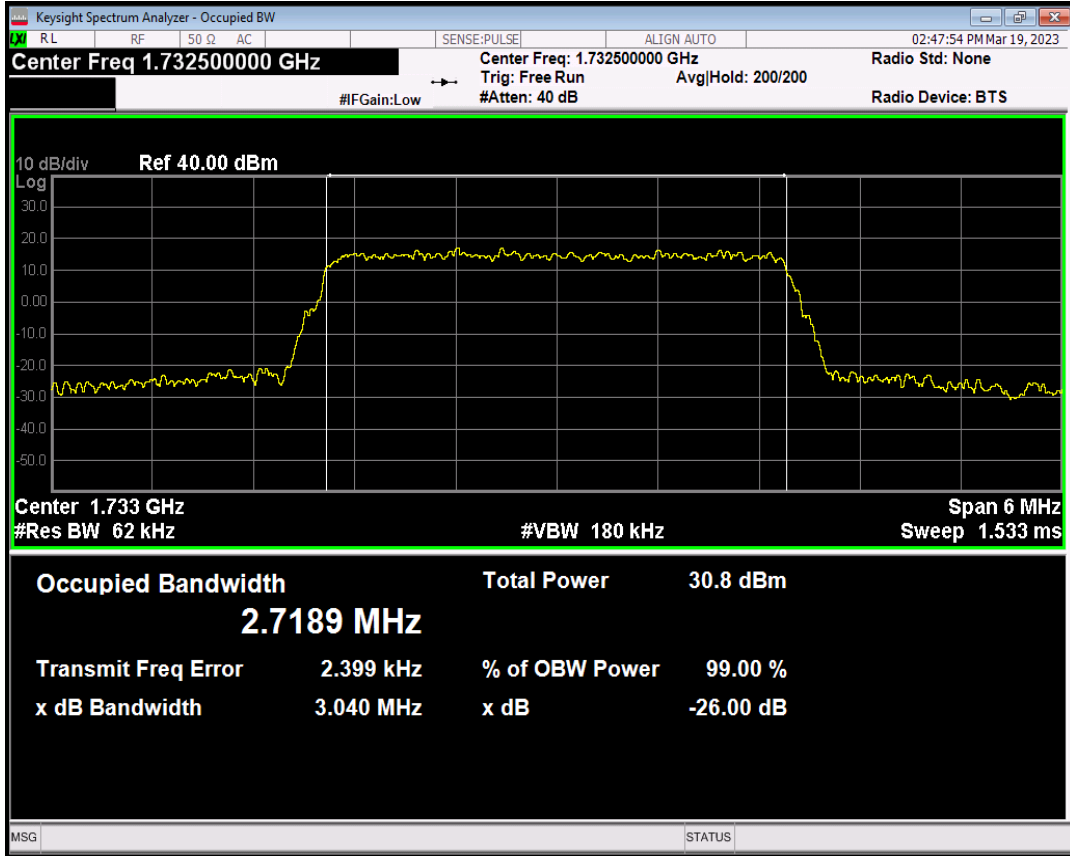 Keysight Spectrum Analyzer - Occupied BW
LXI RL RF 50 Ω AC SENSE:PULSE ALIGN AUTO 02:47:54 PM Mar 19, 2023
Center Freq 1.732500000 GHz Center Freq: 1.732500000 GHz Radio Std: None
Trig: Free Run Avg|Hold: 200/200
#IFGain:Low #Atten: 40 dB Radio Device: BTS
10 dB/div Ref 40.00 dBm
Log
30.0
20.0
10.0
0.00
-10.0
-20.0
-30.0
-40.0
-50.0
Center 1.733 GHz Span 6 MHz
#Res BW 62 kHz #VBW 180 kHz Sweep 1.533 ms
Occupied Bandwidth Total Power 30.8 dBm
2.7189 MHz
Transmit Freq Error 2.399 kHz % of OBW Power 99.00 %
x dB Bandwidth 3.040 MHz x dB -26.00 dB
MSG STATUS